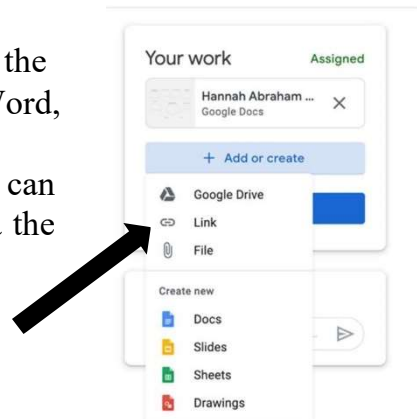 the
Word,
can
the
Your work Assigned
Hannah Abraham ...
Google Docs
+ Add or create
Google Drive
Link
File
Create new
Docs
Slides
Sheets
Drawings